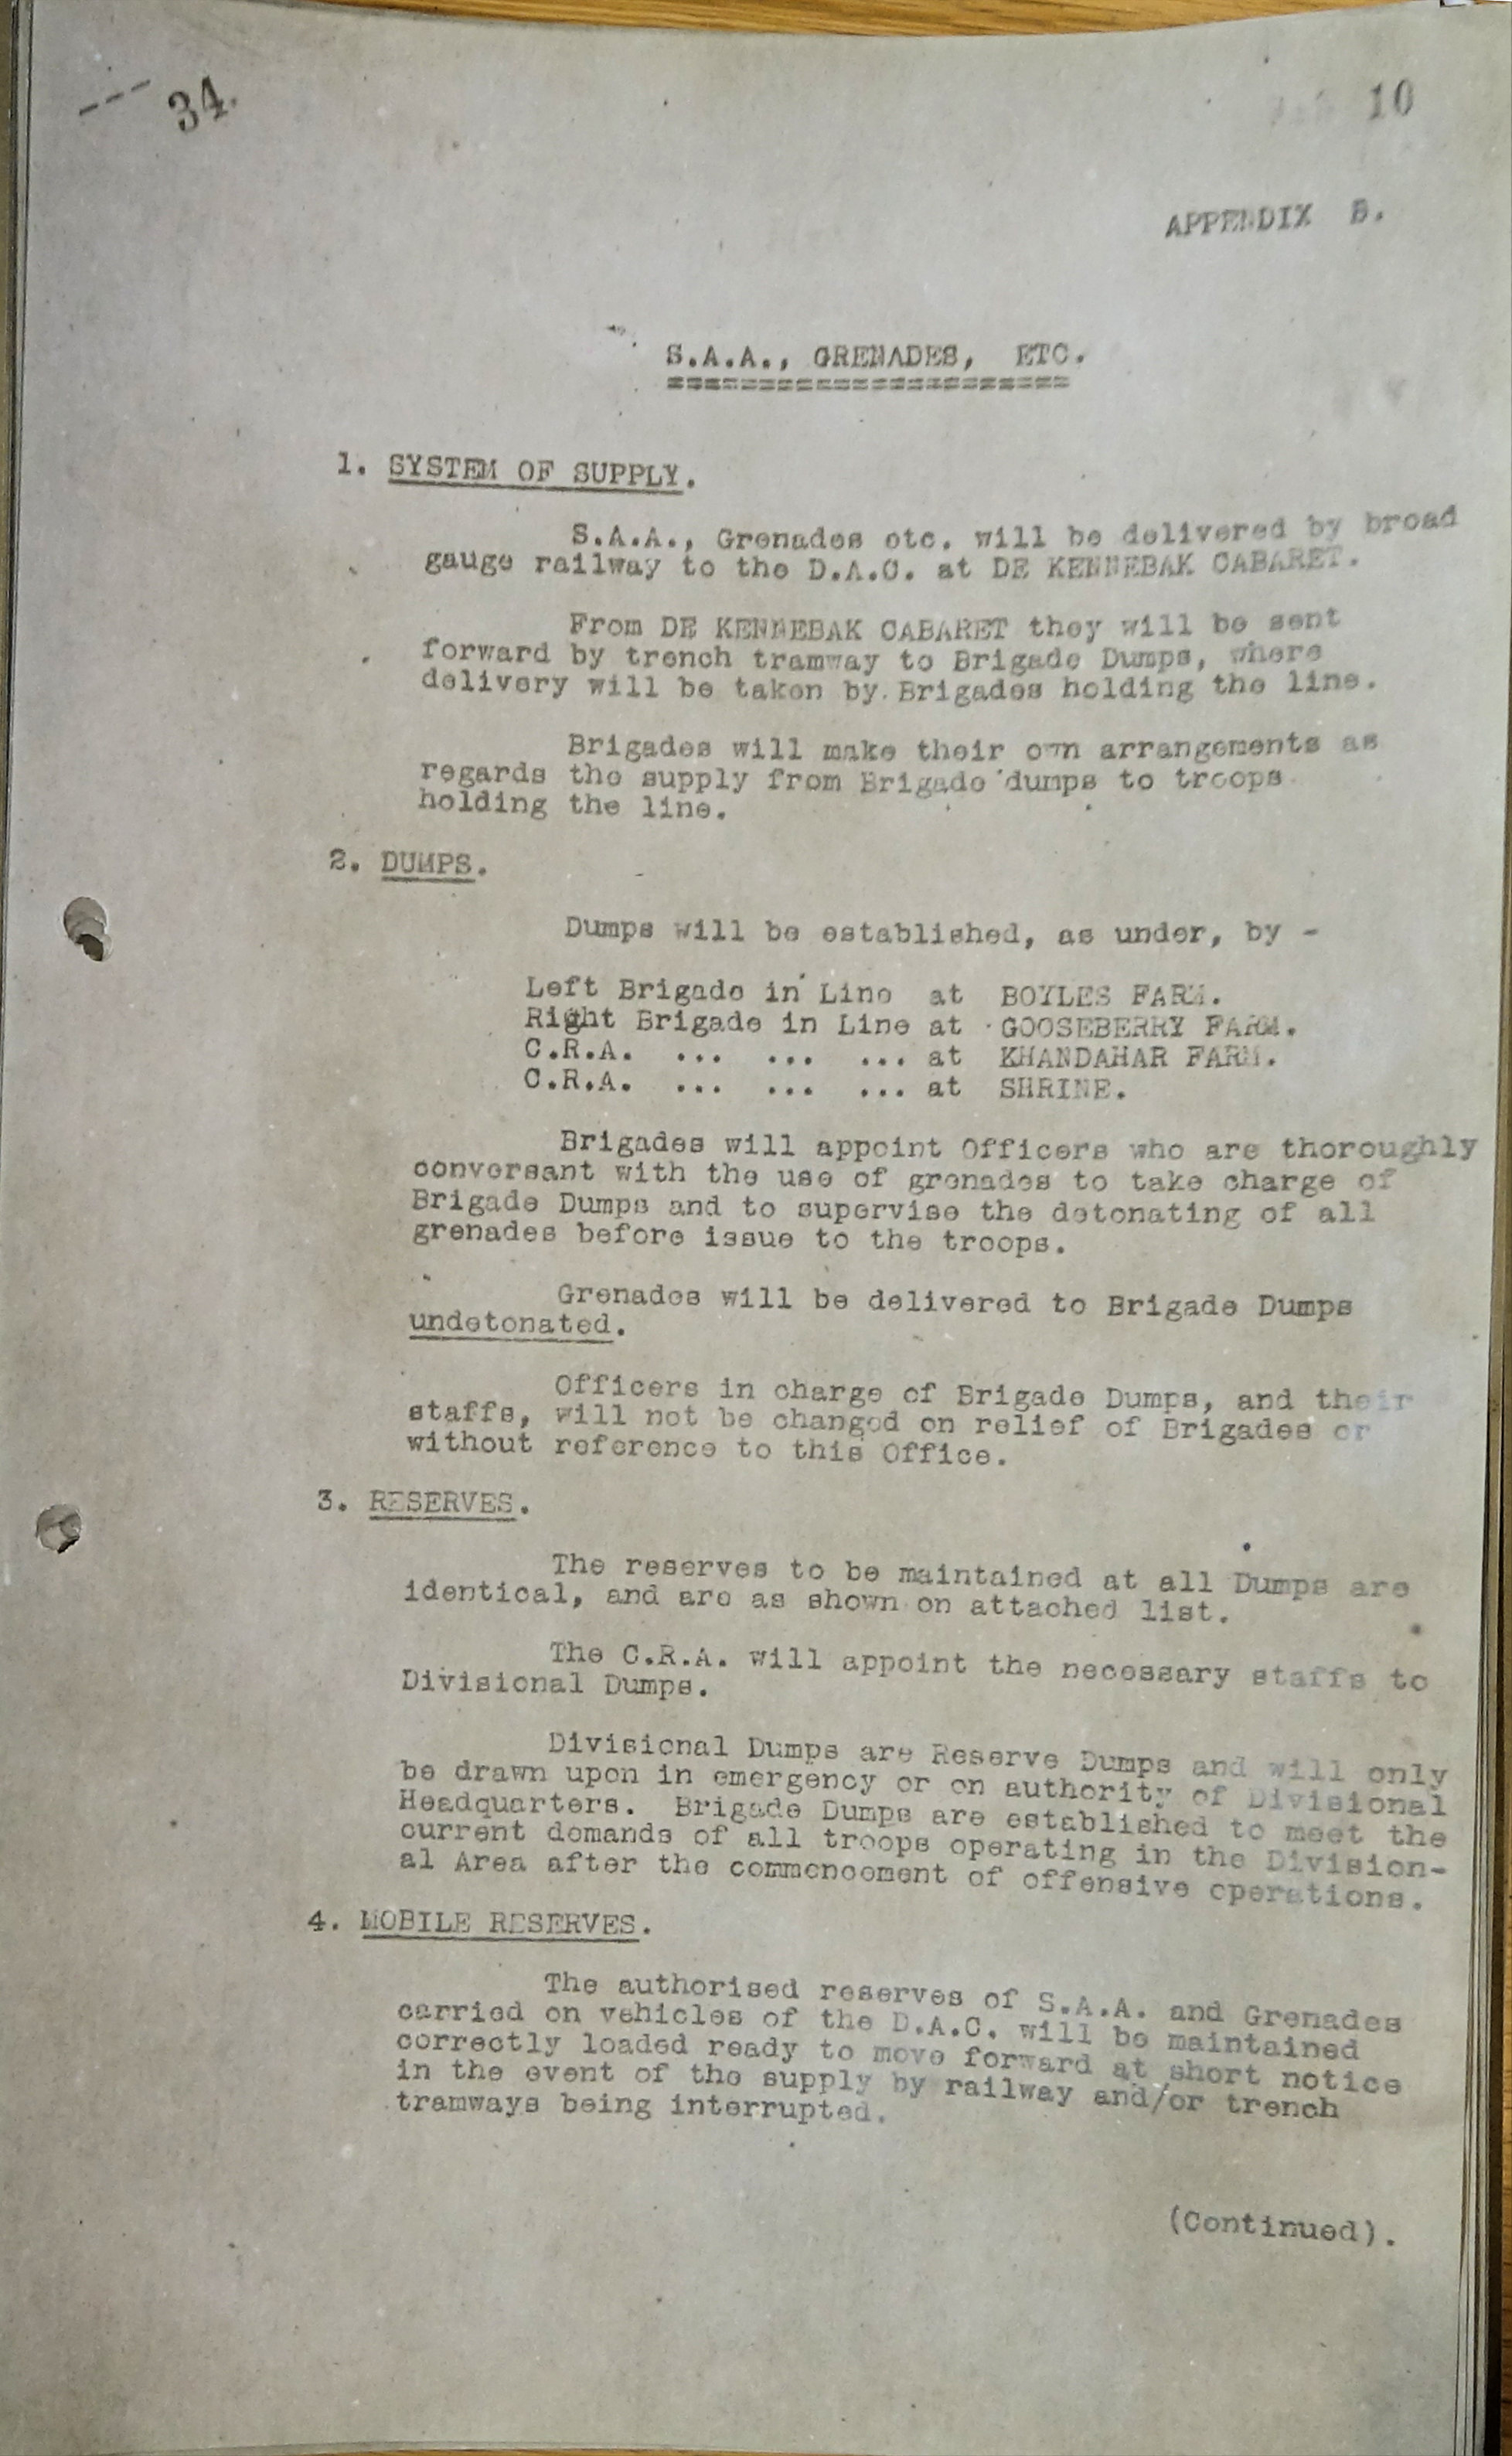 34.
10
APPENDIX B.
S.A.A., GRENADES, ETC.
1. SYSTEM OF SUPPLY.
S.A.A., Grenades etc. will be delivered by broad
gauge railway to the D.A.C. at DE KENNEBAK CABARET.
From DE KENNEBAK CABARET they will be sent
forward by trench tramway to Brigade Dumps, where
delivery will be taken by Brigades holding the line.
Brigades will make their own arrangements as
regards the supply from Brigade dumps to troops
holding the line.
2. DUMPS.
Dumps will be established, as under, by -
Left Brigade in Line at BOYLES FARM.
Right Brigade in Line at GOOSEBERRY FARM.
C.R.A. ... ... ... at KHANDAHAR FARM.
C.R.A. ... ... ... at SHRINE.
Brigades will appoint Officers who are thoroughly
conversant with the use of grenades to take charge of
Brigade Dumps and to supervise the detonating of all
grenades before issue to the troops.
Grenades will be delivered to Brigade Dumps
undetonated.
Officers in charge of Brigade Dumps, and their
staffs, will not be changed on relief of Brigades or
without reference to this Office.
3. RESERVES.
The reserves to be maintained at all Dumps are
identical, and are as shown on attached list.
The C.R.A. will appoint the necessary staffs to
Divisional Dumps.
Divisional Dumps are Reserve Dumps and will only
be drawn upon in emergency or on authority of Divisional
Headquarters. Brigade Dumps are established to meet the
current demands of all troops operating in the Division-
al Area after the commencement of offensive operations.
4. MOBILE RESERVES.
The authorised reserves of S.A.A. and Grenades
carried on vehicles of the D.A.C. will be maintained
correctly loaded ready to move forward at short notice
in the event of the supply by railway and/or trench
tramways being interrupted.
(Continued).